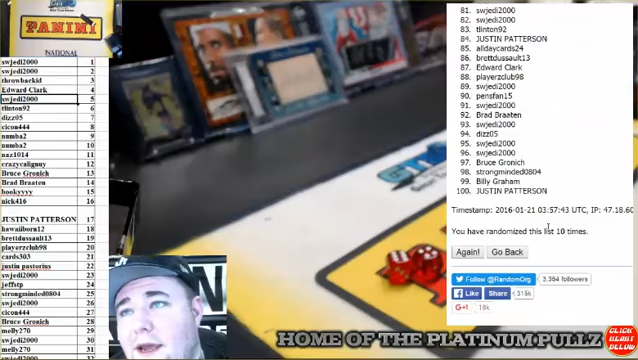 PANINI
NATIONAL
swjedi2000 1
swjedi2000 2
throwbackid 3
Edward Clark 4
swjedi2000 5
tlinton92 6
dizz05 7
cicon444 8
numba2 9
numba2 10
naz1014 11
crazycaliguy 12
Bruce Gronich 13
Brad Braaten 14
bookyyyy 15
nick416 16
JUSTIN PATTERSON 17
hawaiiborn12 18
brettdussault13 19
playerzclub98 20
cags33 21
justin pastorius 22
swjedi2000 23
jeffstp 24
strongminded0804 25
swjedi2000 26
cicon444 27
Bruce Gronich 28
melly270 29
swjedi2000 30
melly270 31
81. swjedi2000
82. swjedi2000
83. tlinton92
84. JUSTIN PATTERSON
85. alldaycards24
86. brettdussault13
87. Edward Clark
88. playerzclub98
89. swjedi2000
90. pensfan15
91. swjedi2000
92. Brad Braaten
93. swjedi2000
94. dizz05
95. swjedi2000
96. swjedi2000
97. Bruce Gronich
98. strongminded0804
99. Billy Graham
100. JUSTIN PATTERSON
Timestamp: 2016-01-21 03:57:43 UTC, IP: 47.18.60
You have randomized this list 10 times.
Again! Go Back
Follow @RandomOrg 3,364 followers
Like Share 315k
18k
HOME OF THE PLATINUM PULLZ
CLICK
HEART
BELOW